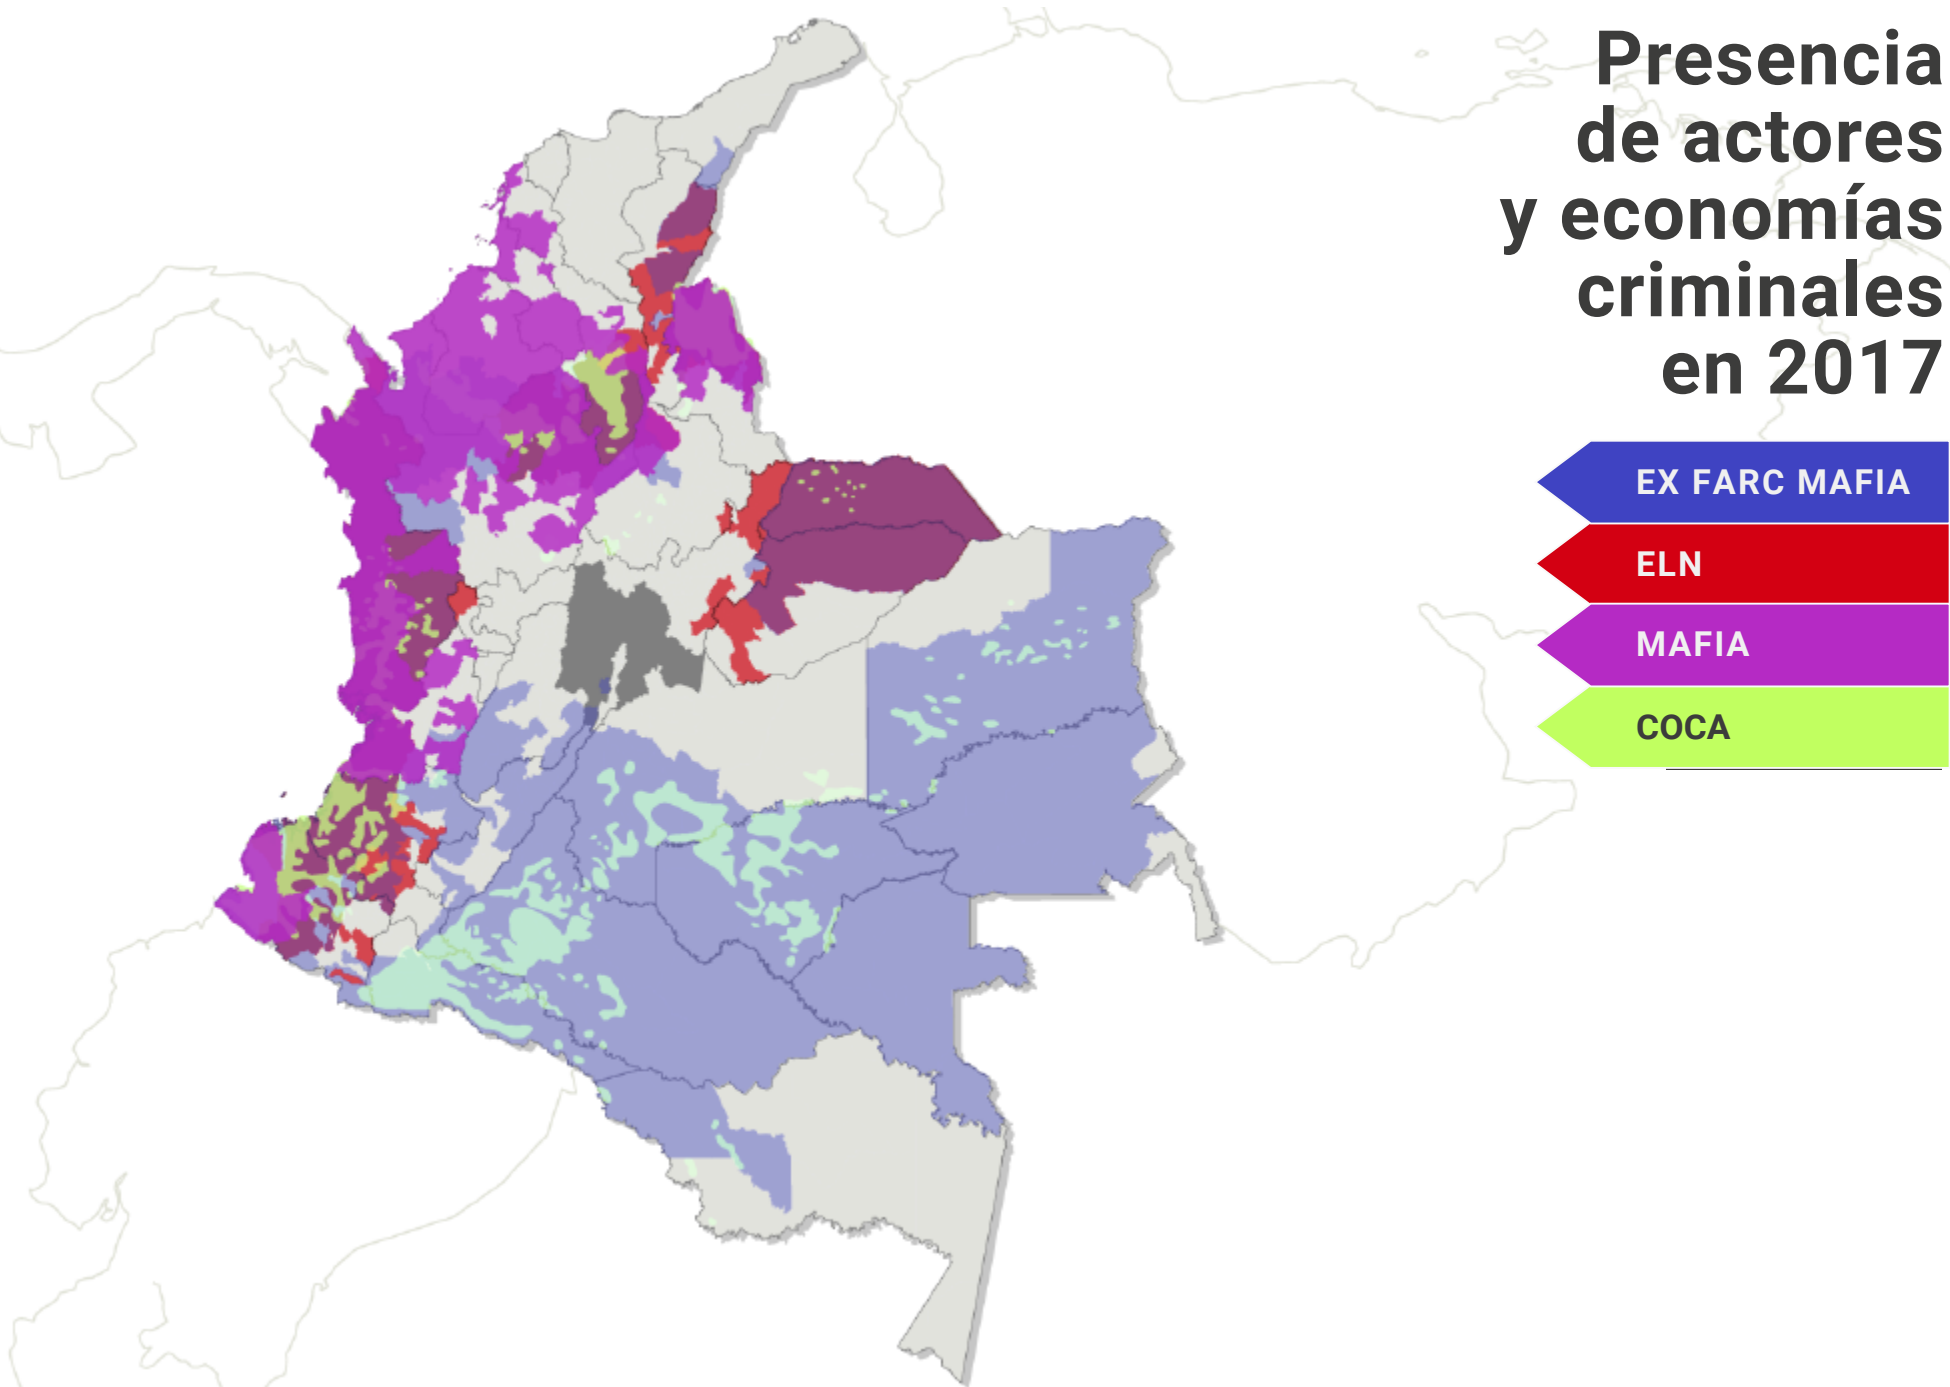 Presencia
de actores
y economías
criminales
en 2017
EX FARC MAFIA
ELN
MAFIA
COCA